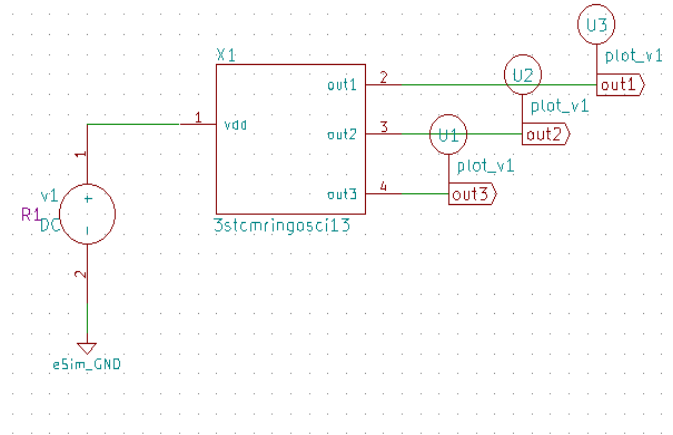 U3
X1
plot_v1
2
U2
out1
out1
plot_v1
1
vdd
3
U1
out2
out2
plot_v1
1
4
v1
out3
out3
R1
DC
3stcmringosci13
2
eSim_GND